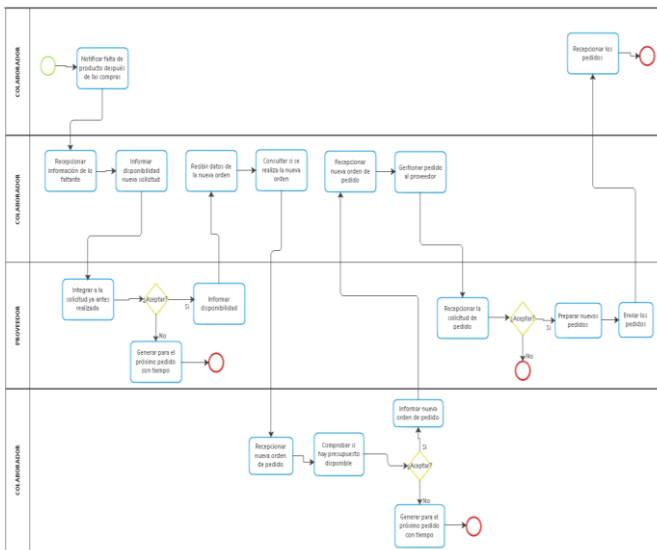 COLABORADOR
Notificar falta de
producto después
de las compras
Recepcionar los
pedidos
COLABORADOR
Recepcionar
información de lo
faltante
Informar
disponibilidad
nueva solicitud
Recibir datos de
la nueva orden
Consultar si se
realiza la nueva
orden
Recepcionar
nueva orden de
pedido
Gestionar pedido
al proveedor
PROVEEDOR
Integrar a la
solicitud ya antes
realizada
¿Aceptar?
Si
Informar
disponibilidad
No
Generar para el
próximo pedido
con tiempo
Recepcionar la
solicitud de
pedido
¿Aceptar?
Si
Preparar nuevos
pedidos
Enviar los
pedidos
No
COLABORADOR
Recepcionar
nueva orden
de pedido
Comprobar si
hay presupuesto
disponible
Informar nueva
orden de pedido
Si
¿Aceptar?
No
Generar para el
próximo pedido
con tiempo